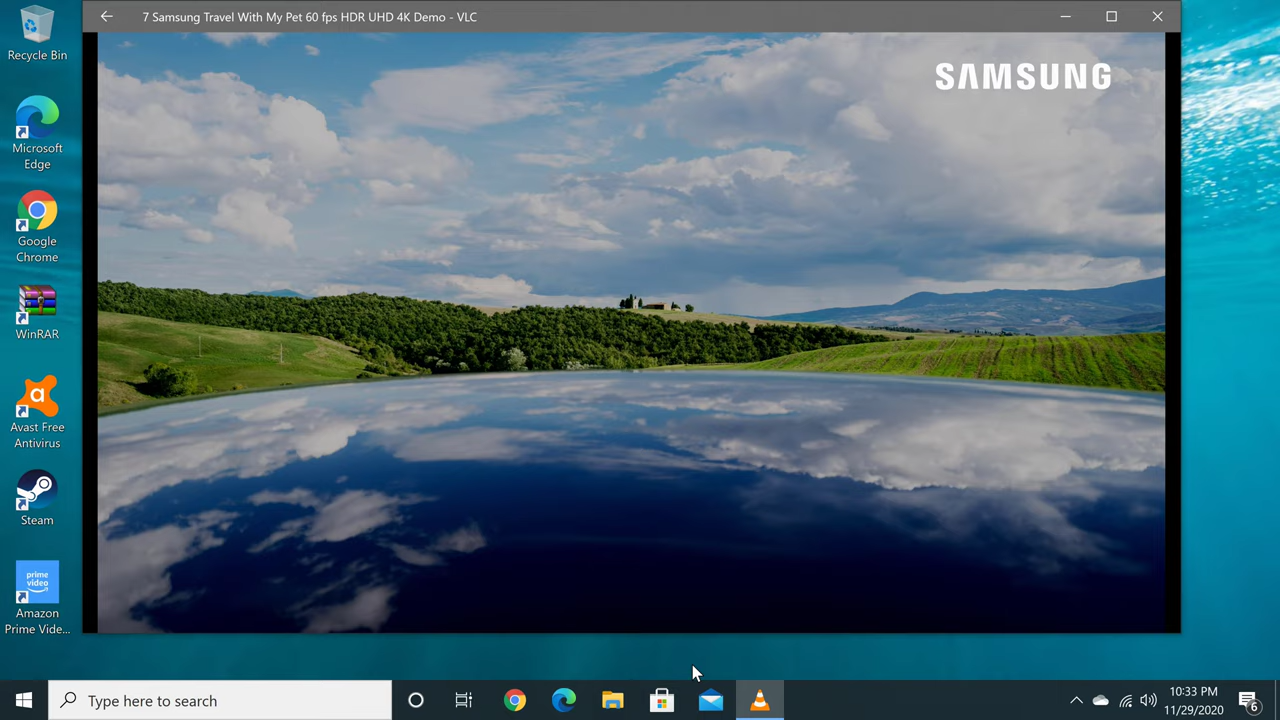 7 Samsung Travel With My Pet 60 fps HDR UHD 4K Demo - VLC
SAMSUNG
Recycle Bin
Microsoft
Edge
Google
Chrome
WinRAR
Avast Free
Antivirus
Steam
prime
video
Amazon
Prime Vide...
Type here to search
10:33 PM
11/29/2020
6